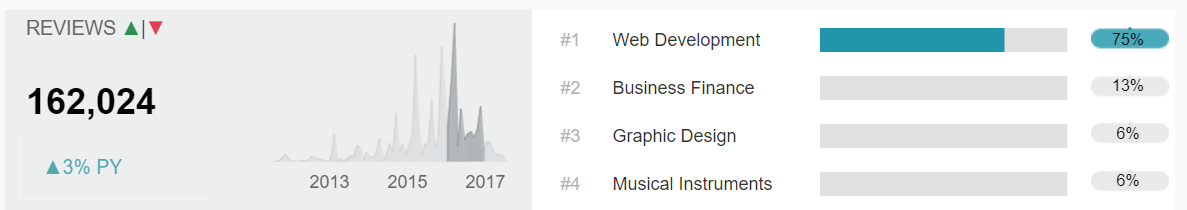 REVIEWS ▲|▼
162,024
▲3% PY
2013 2015 2017
#1 Web Development 75%
#2 Business Finance 13%
#3 Graphic Design 6%
#4 Musical Instruments 6%